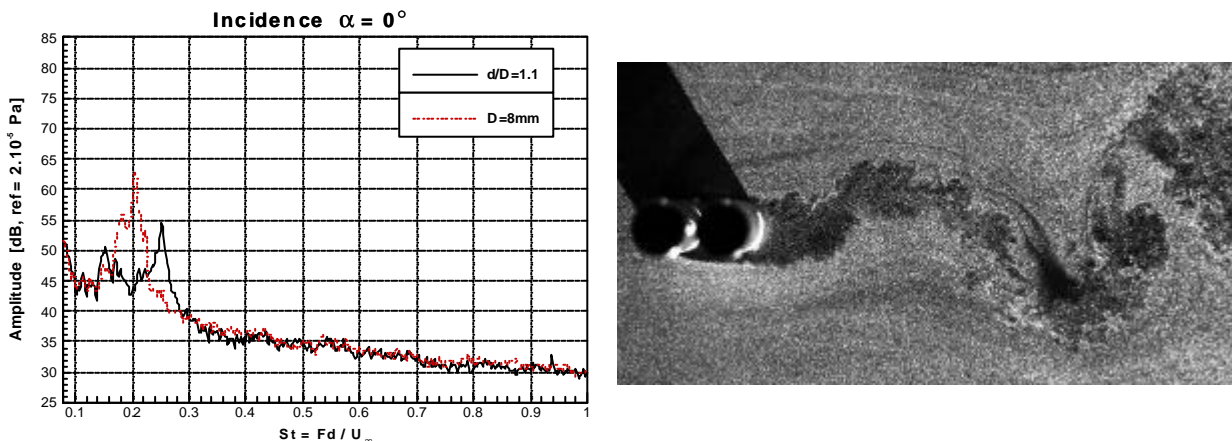 Incidence α = 0°
85
80
75
70
65
60
55
50
45
40
35
30
25
Amplitude [dB, ref = 2.10⁻⁵ Pa]
d/D=1.1
D=8mm
0.1 0.2 0.3 0.4 0.5 0.6 0.7 0.8 0.9 1
St = Fd / U∞